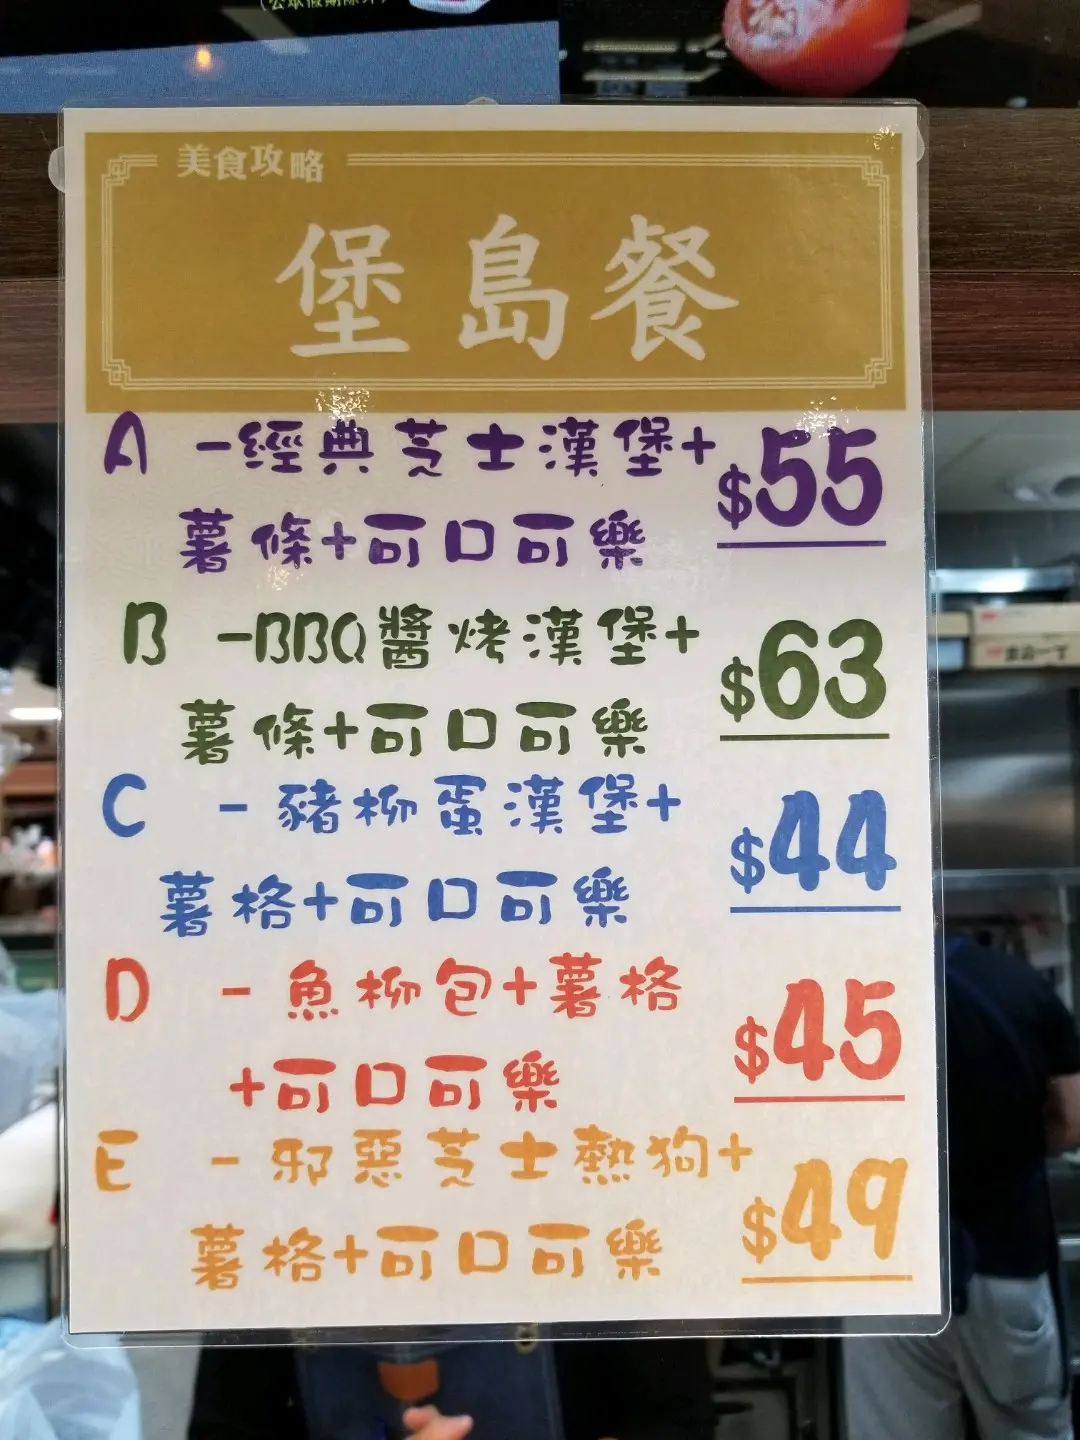 美食攻略
堡島餐
A -經典芝士漢堡+
$55
薯條+可口可樂
B -BBQ醬烤漢堡+
$63
薯條+可口可樂
C - 豬柳蛋漢堡+
$44
薯格+可口可樂
D - 魚柳包+薯格
$45
+可口可樂
E - 邪惡芝士熱狗+
$49
薯格+可口可樂